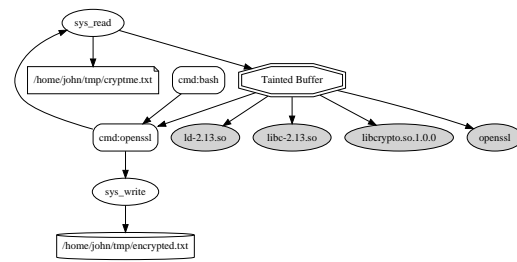 sys_read
/home/john/tmp/cryptme.txt
cmd:bash
Tainted Buffer
cmd:openssl
ld-2.13.so
libc-2.13.so
libcrypto.so.1.0.0
openssl
sys_write
/home/john/tmp/encrypted.txt